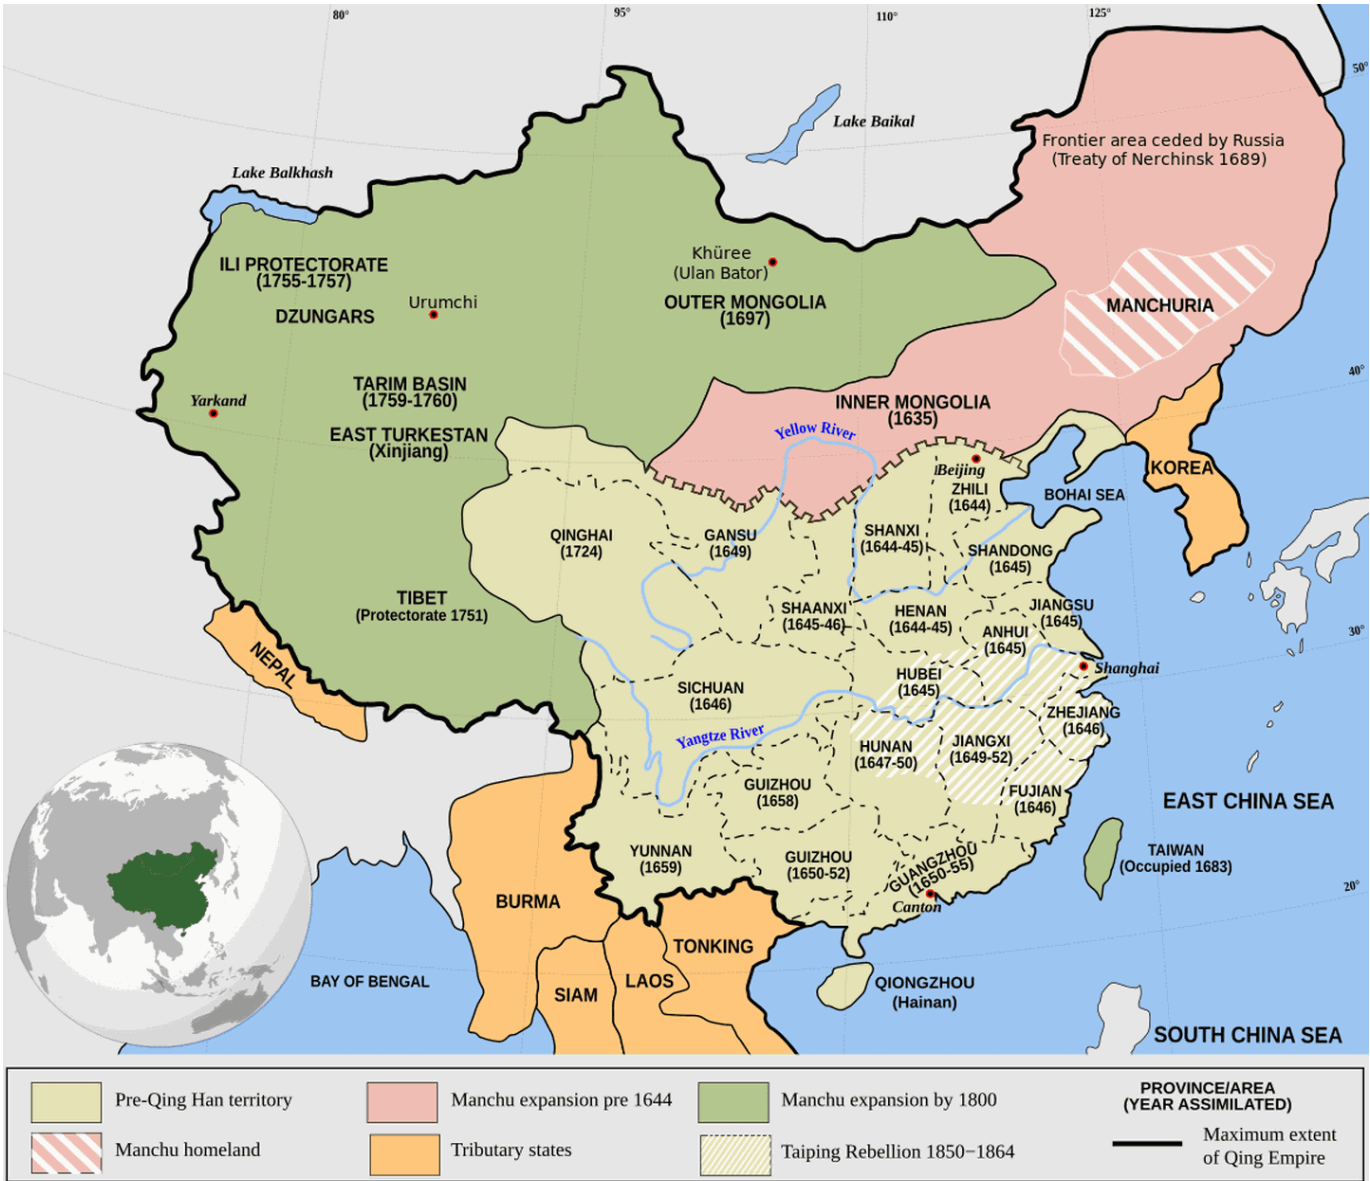 80°
95°
110°
125°
50°
Lake Baikal
Frontier area ceded by Russia
(Treaty of Nerchinsk 1689)
Lake Balkhash
ILI PROTECTORATE
(1755-1757)
DZUNGARS
Urumchi
Khüree
(Ulan Bator)
OUTER MONGOLIA
(1697)
MANCHURIA
40°
TARIM BASIN
(1759-1760)
Yarkand
EAST TURKESTAN
(Xinjiang)
INNER MONGOLIA
(1635)
Yellow River
Beijing
ZHILI
(1644)
KOREA
BOHAI SEA
QINGHAI
(1724)
GANSU
(1649)
SHANXI
(1644-45)
SHANDONG
(1645)
TIBET
(Protectorate 1751)
SHAANXI
(1645-46)
HENAN
(1644-45)
JIANGSU
(1645)
ANHUI
(1645)
30°
NEPAL
SICHUAN
(1646)
HUBEI
(1645)
Shanghai
ZHEJIANG
(1646)
Yangtze River
HUNAN
(1647-50)
JIANGXI
(1649-52)
GUIZHOU
(1658)
FUJIAN
(1646)
EAST CHINA SEA
YUNNAN
(1659)
GUIZHOU
(1650-52)
GUANGZHOU
(1650-55)
Canton
TAIWAN
(Occupied 1683)
20°
BURMA
TONKING
BAY OF BENGAL
SIAM
LAOS
QIONGZHOU
(Hainan)
SOUTH CHINA SEA
Pre-Qing Han territory
Manchu expansion pre 1644
Manchu expansion by 1800
PROVINCE/AREA
(YEAR ASSIMILATED)
Manchu homeland
Tributary states
Taiping Rebellion 1850−1864
Maximum extent
of Qing Empire